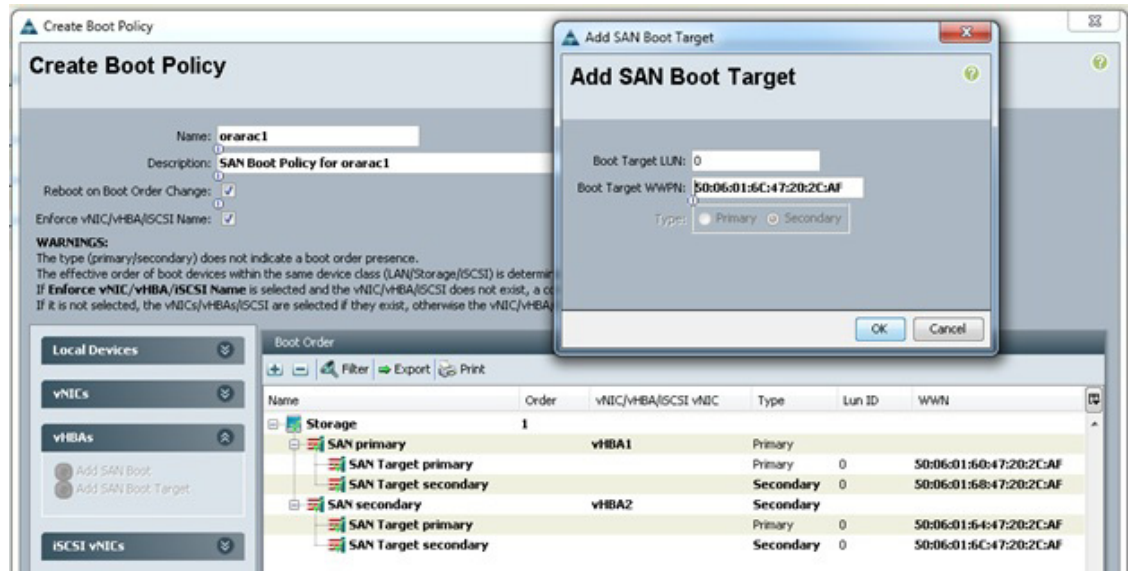 Create Boot Policy
Add SAN Boot Target
Create Boot Policy
Add SAN Boot Target
Name: orarac1
Description: SAN Boot Policy for orarac1
Reboot on Boot Order Change:
Enforce vNIC/vHBA/iSCSI Name:
Boot Target LUN: 0
Boot Target WWPN: 50:06:01:6C:47:20:2C:AF
Type: Primary Secondary
WARNINGS:
The type (primary/secondary) does not indicate a boot order presence.
The effective order of boot devices within the same device class (LAN/Storage/iSCSI) is determin
If Enforce vNIC/vHBA/iSCSI Name is selected and the vNIC/vHBA/iSCSI does not exist, a co
If it is not selected, the vNICs/vHBAs/iSCSI are selected if they exist, otherwise the vNIC/vHBA/
OK Cancel
Local Devices
vNICs
vHBAs
Add SAN Boot
Add SAN Boot Target
iSCSI vNICs
Boot Order
Filter Export Print
Name Order vNIC/vHBA/iSCSI vNIC Type Lun ID WWN
Storage 1
SAN primary vHBA1 Primary
SAN Target primary Primary 0 50:06:01:60:47:20:2C:AF
SAN Target secondary Secondary 0 50:06:01:68:47:20:2C:AF
SAN secondary vHBA2 Secondary
SAN Target primary Primary 0 50:06:01:64:47:20:2C:AF
SAN Target secondary Secondary 0 50:06:01:6C:47:20:2C:AF